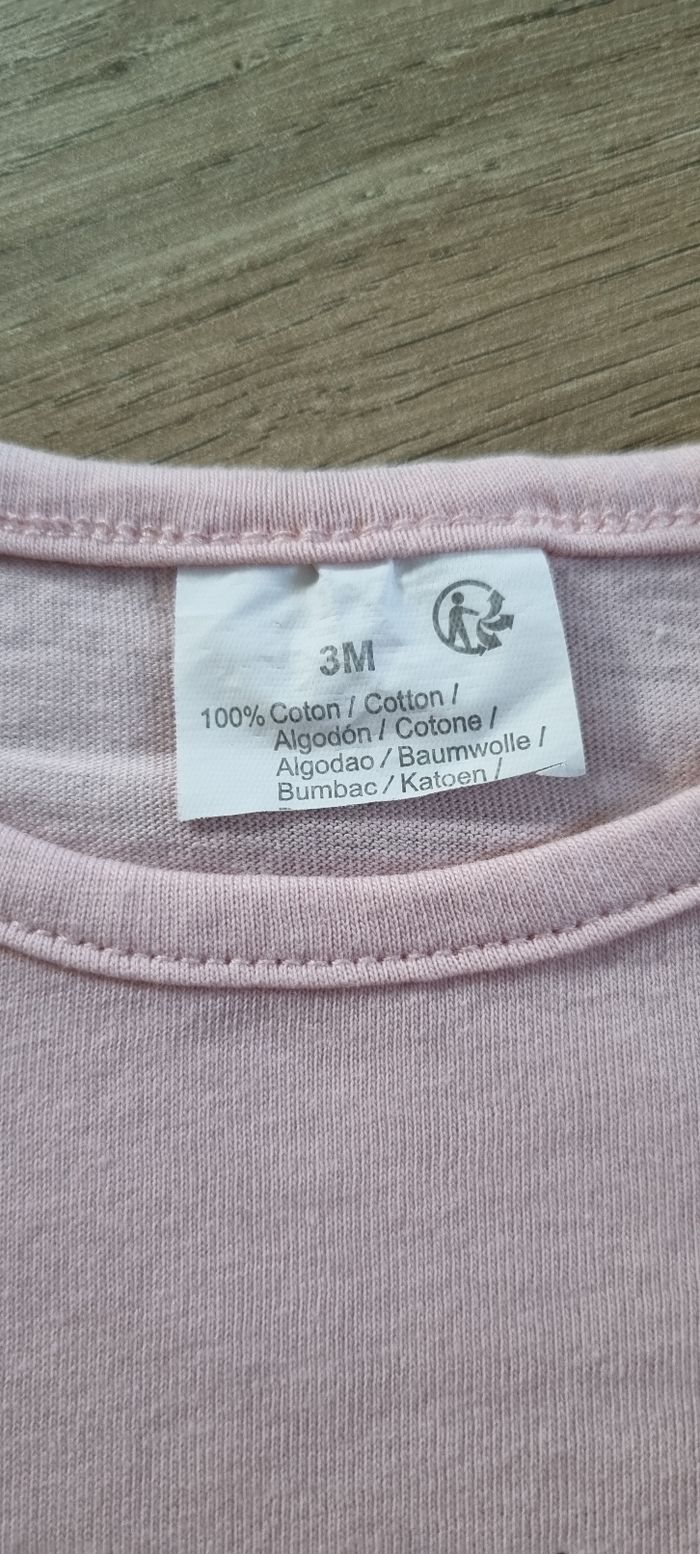 3M
100% Coton / Cotton /
Algodón / Cotone /
Algodao / Baumwolle /
Bumbac / Katoen /